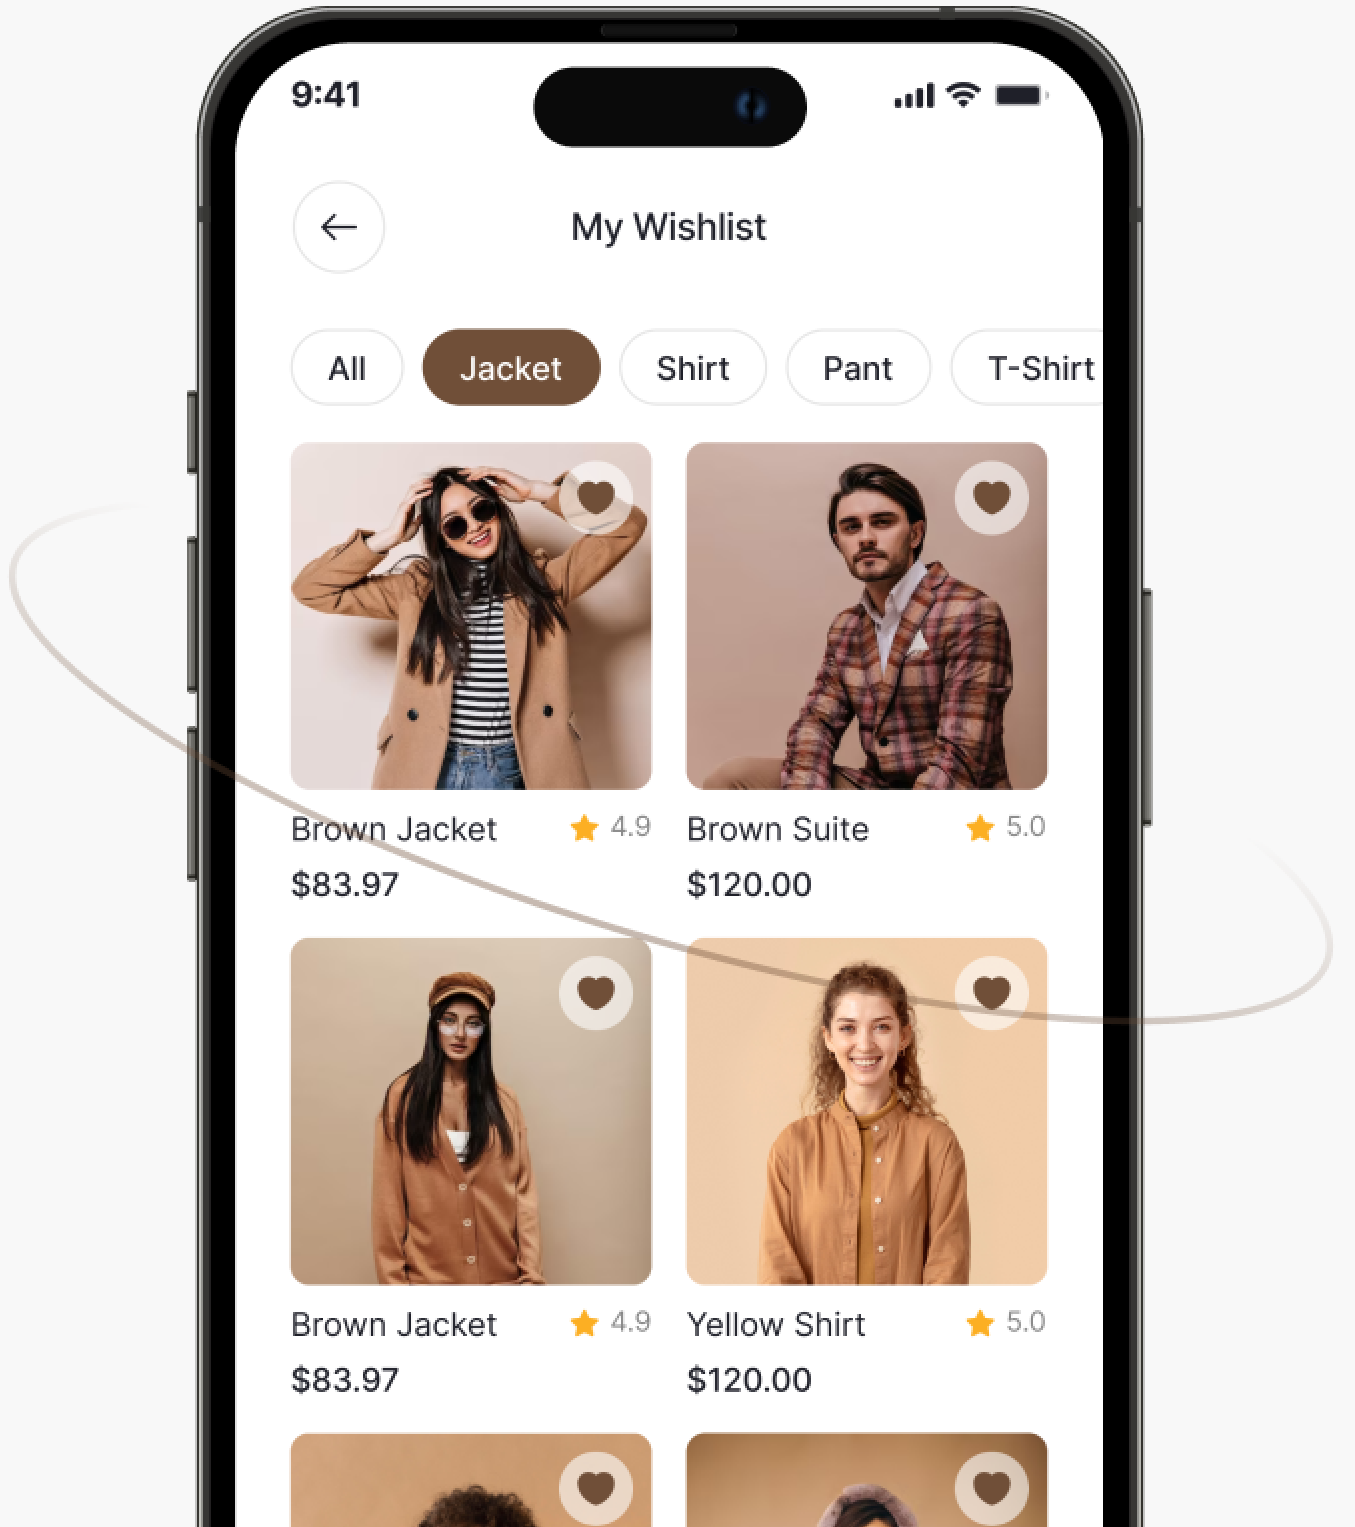 9:41
My Wishlist
All Jacket Shirt Pant T-Shirt
Brown Jacket 4.9 Brown Suite 5.0
$83.97 $120.00
Brown Jacket 4.9 Yellow Shirt 5.0
$83.97 $120.00